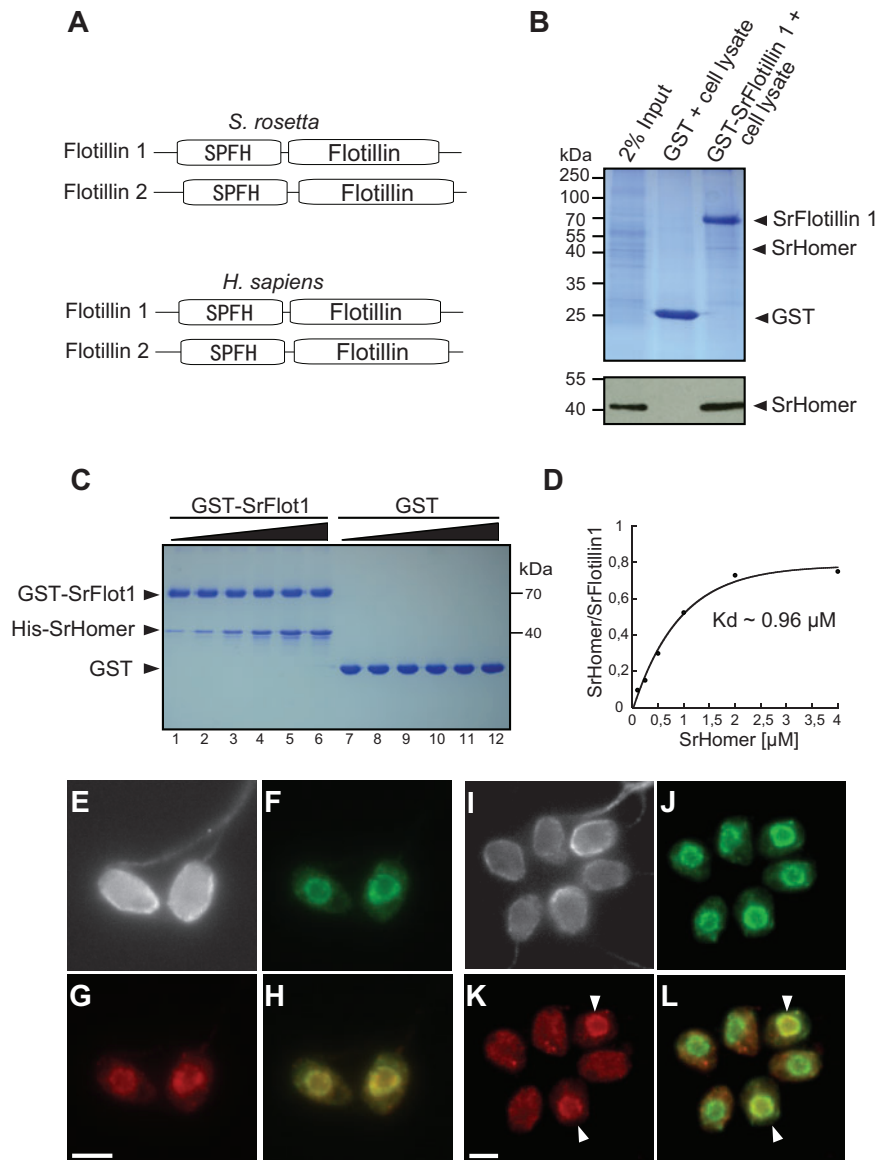 A
S. rosetta
Flotillin 1
SPFH
Flotillin
Flotillin 2
SPFH
Flotillin
H. sapiens
Flotillin 1
SPFH
Flotillin
Flotillin 2
SPFH
Flotillin
B
2% Input
GST + cell lysate
GST-SrFlotillin 1 +
cell lysate
kDa
250
100
70
55
40
35
25
SrFlotillin 1
SrHomer
GST
55
40
SrHomer
C
GST-SrFlot1
GST
kDa
GST-SrFlot1
70
His-SrHomer
40
GST
1 2 3 4 5 6 7 8 9 10 11 12
D
1
0,8
0,6
0,4
0,2
0
SrHomer/SrFlotillin1
Kd ~ 0.96 µM
0 0,5 1 1,5 2 2,5 3 3,5 4
SrHomer [µM]
E
F
I
J
G
H
K
L